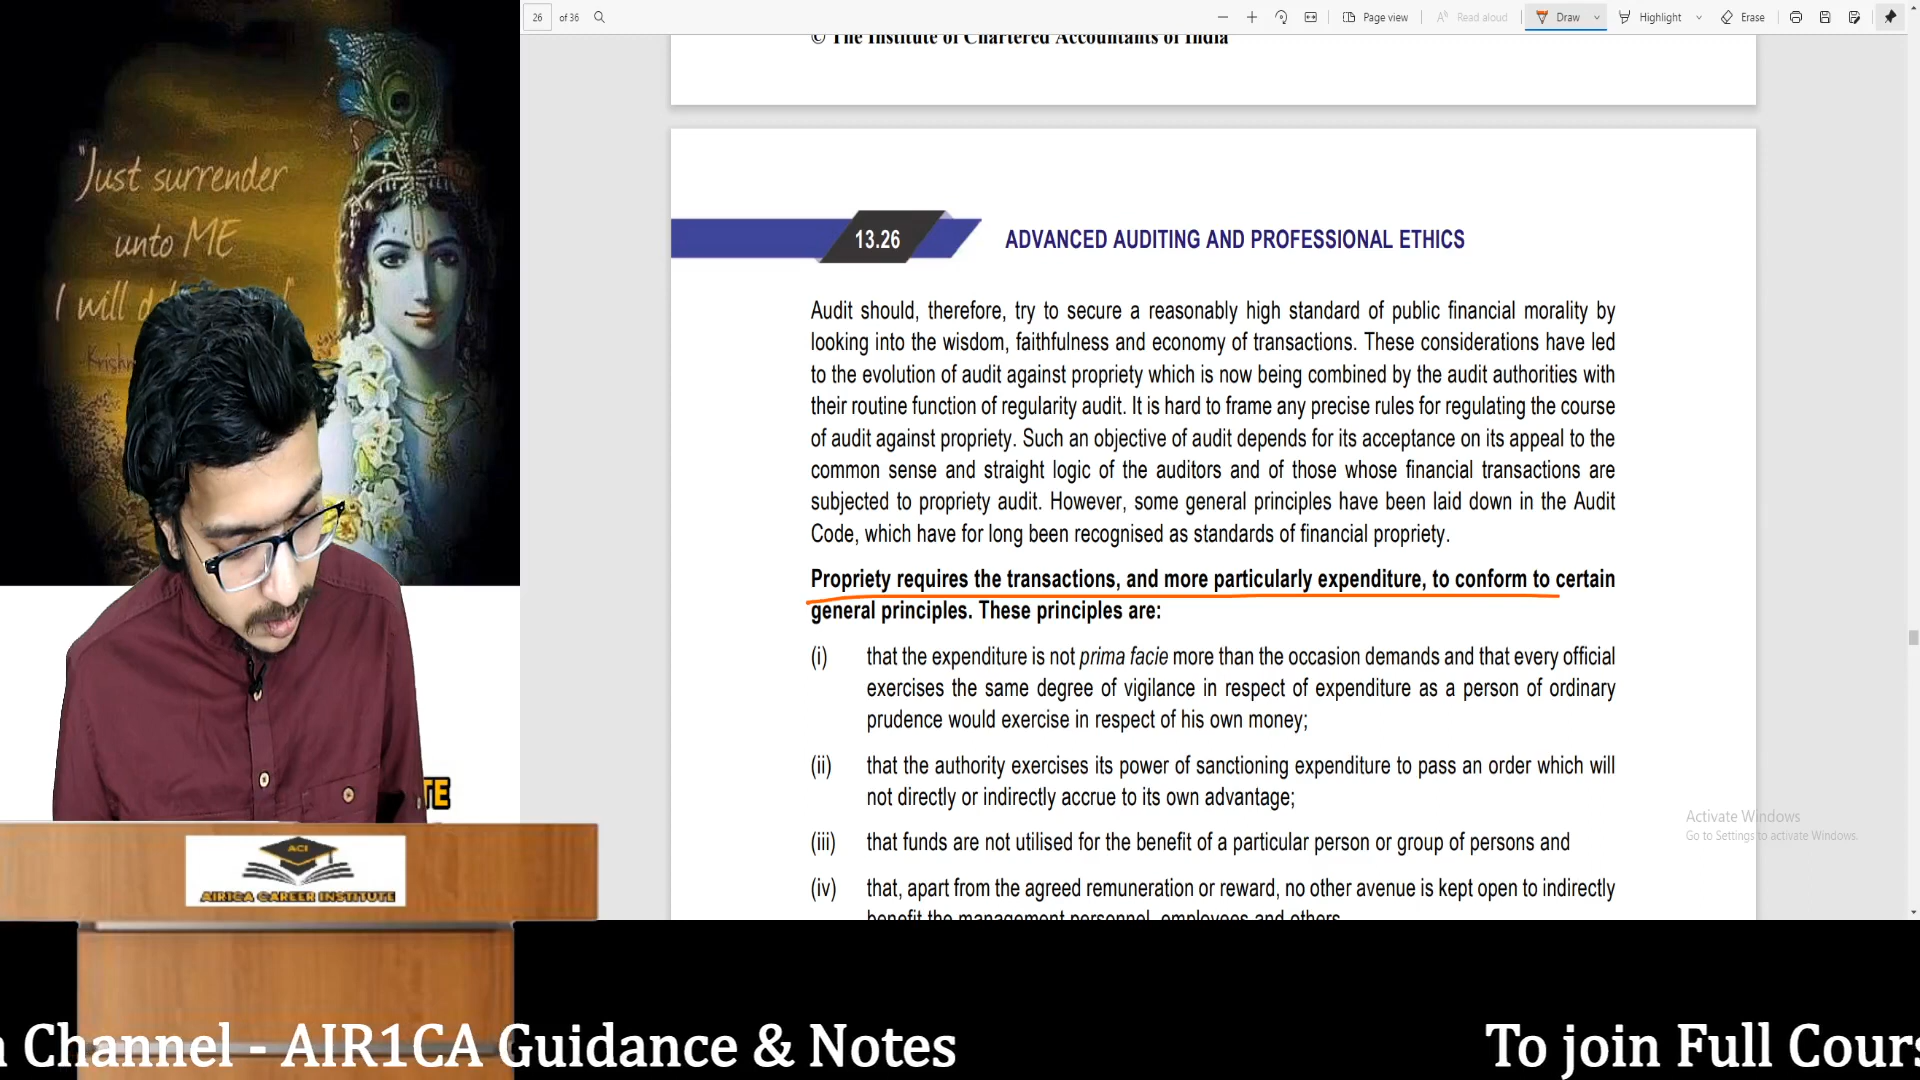 26 of 36
Page view
Read aloud
Draw
Highlight
Erase
© The Institute of Chartered Accountants of India
"Just surrender
unto ME
I will
13.26
ADVANCED AUDITING AND PROFESSIONAL ETHICS
Audit should, therefore, try to secure a reasonably high standard of public financial morality by
looking into the wisdom, faithfulness and economy of transactions. These considerations have led
to the evolution of audit against propriety which is now being combined by the audit authorities with
their routine function of regularity audit. It is hard to frame any precise rules for regulating the course
of audit against propriety. Such an objective of audit depends for its acceptance on its appeal to the
common sense and straight logic of the auditors and of those whose financial transactions are
subjected to propriety audit. However, some general principles have been laid down in the Audit
Code, which have for long been recognised as standards of financial propriety.
Propriety requires the transactions, and more particularly expenditure, to conform to certain
general principles. These principles are:
(i) that the expenditure is not prima facie more than the occasion demands and that every official
exercises the same degree of vigilance in respect of expenditure as a person of ordinary
prudence would exercise in respect of his own money;
(ii) that the authority exercises its power of sanctioning expenditure to pass an order which will
not directly or indirectly accrue to its own advantage;
(iii) that funds are not utilised for the benefit of a particular person or group of persons and
(iv) that, apart from the agreed remuneration or reward, no other avenue is kept open to indirectly
benefit the management personnel, employees and others
Activate Windows
Go to Settings to activate Windows.
TE
ACI
AIR1CA CAREER INSTITUTE
Channel - AIR1CA Guidance & Notes
To join Full Cours